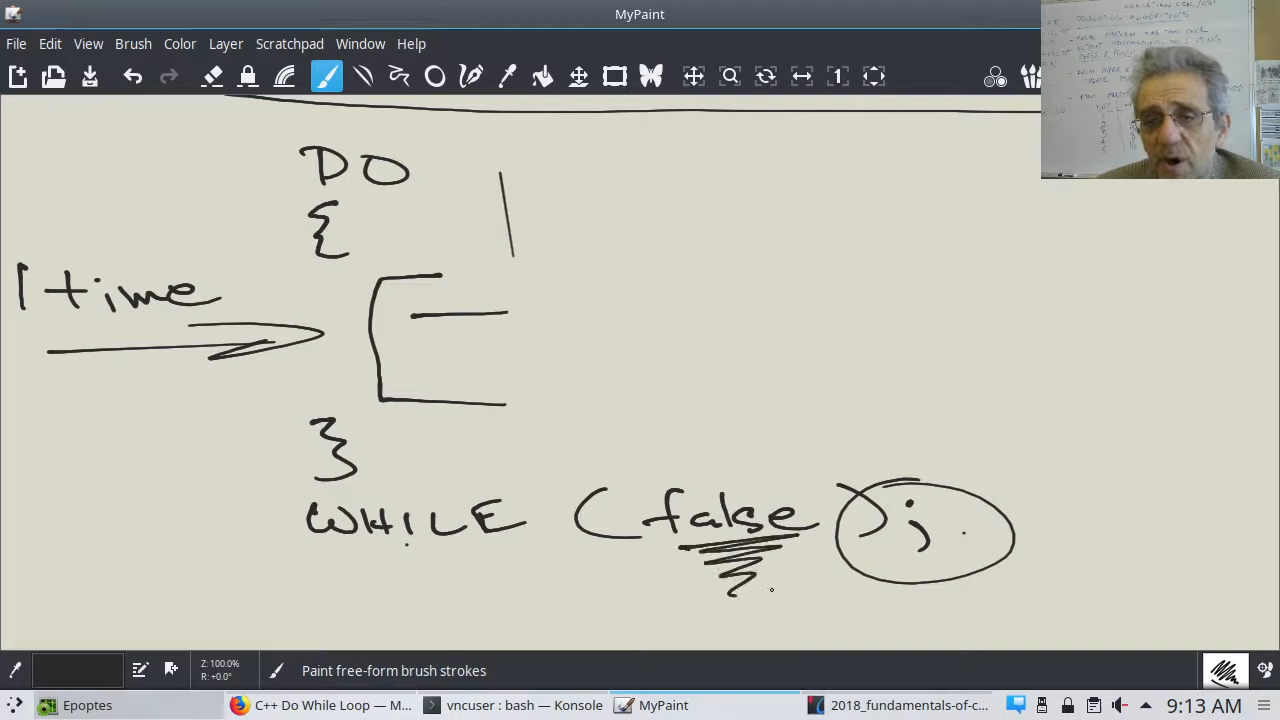 MyPaint
File Edit View Brush Color Layer Scratchpad Window Help
DO
{
1 time
}
WHILE (false);
Z: 100.0%
R: +0.0°
Paint free-form brush strokes
Epoptes
C++ Do While Loop — M...
vncuser : bash — Konsole
MyPaint
2018_fundamentals-of-c...
9:13 AM